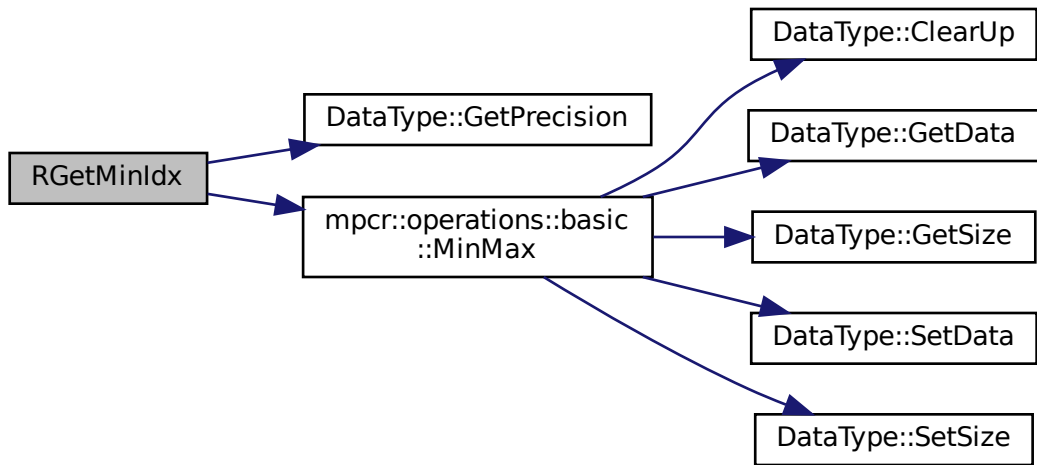 RGetMinIdx
DataType::GetPrecision
mpcr::operations::basic
::MinMax
DataType::ClearUp
DataType::GetData
DataType::GetSize
DataType::SetData
DataType::SetSize